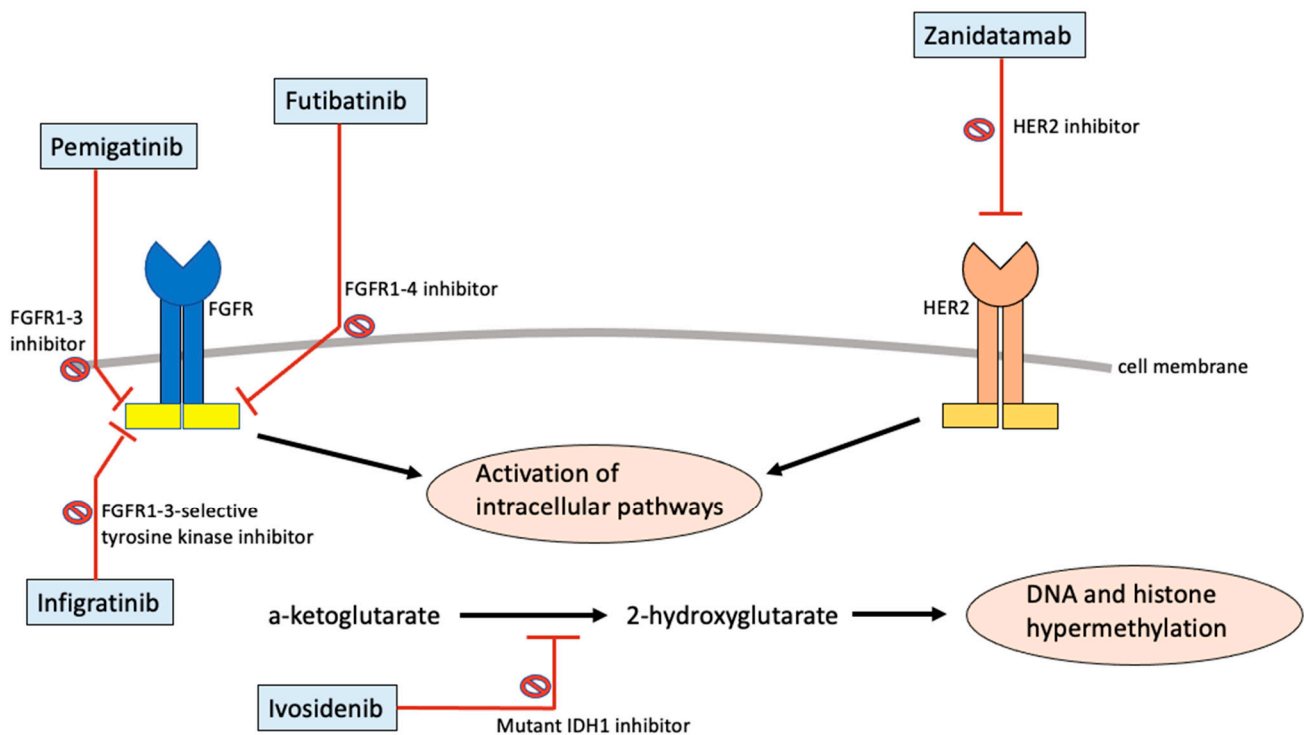 Zanidatamab
Futibatinib
Pemigatinib
HER2 inhibitor
FGFR1-4 inhibitor
FGFR
HER2
FGFR1-3
inhibitor
cell membrane
Activation of
intracellular pathways
FGFR1-3-selective
tyrosine kinase inhibitor
Infigratinib
a-ketoglutarate
2-hydroxyglutarate
DNA and histone
hypermethylation
Ivosidenib
Mutant IDH1 inhibitor